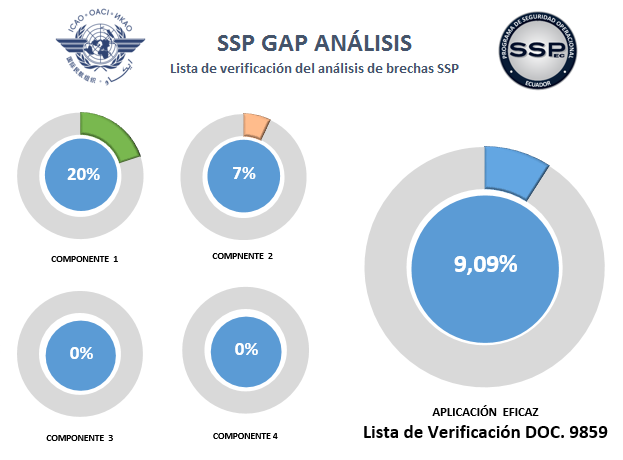 ICAO · OACI · ИКАО
SSP GAP ANÁLISIS
Lista de verificación del análisis de brechas SSP
PROGRAMA DE SEGURIDAD OPERACIONAL
SSP
EC
ECUADOR
20%
COMPONENTE 1
7%
COMPNENTE 2
9,09%
0%
COMPONENTE 3
0%
COMPONENTE 4
APLICACIÓN EFICAZ
Lista de Verificación DOC. 9859